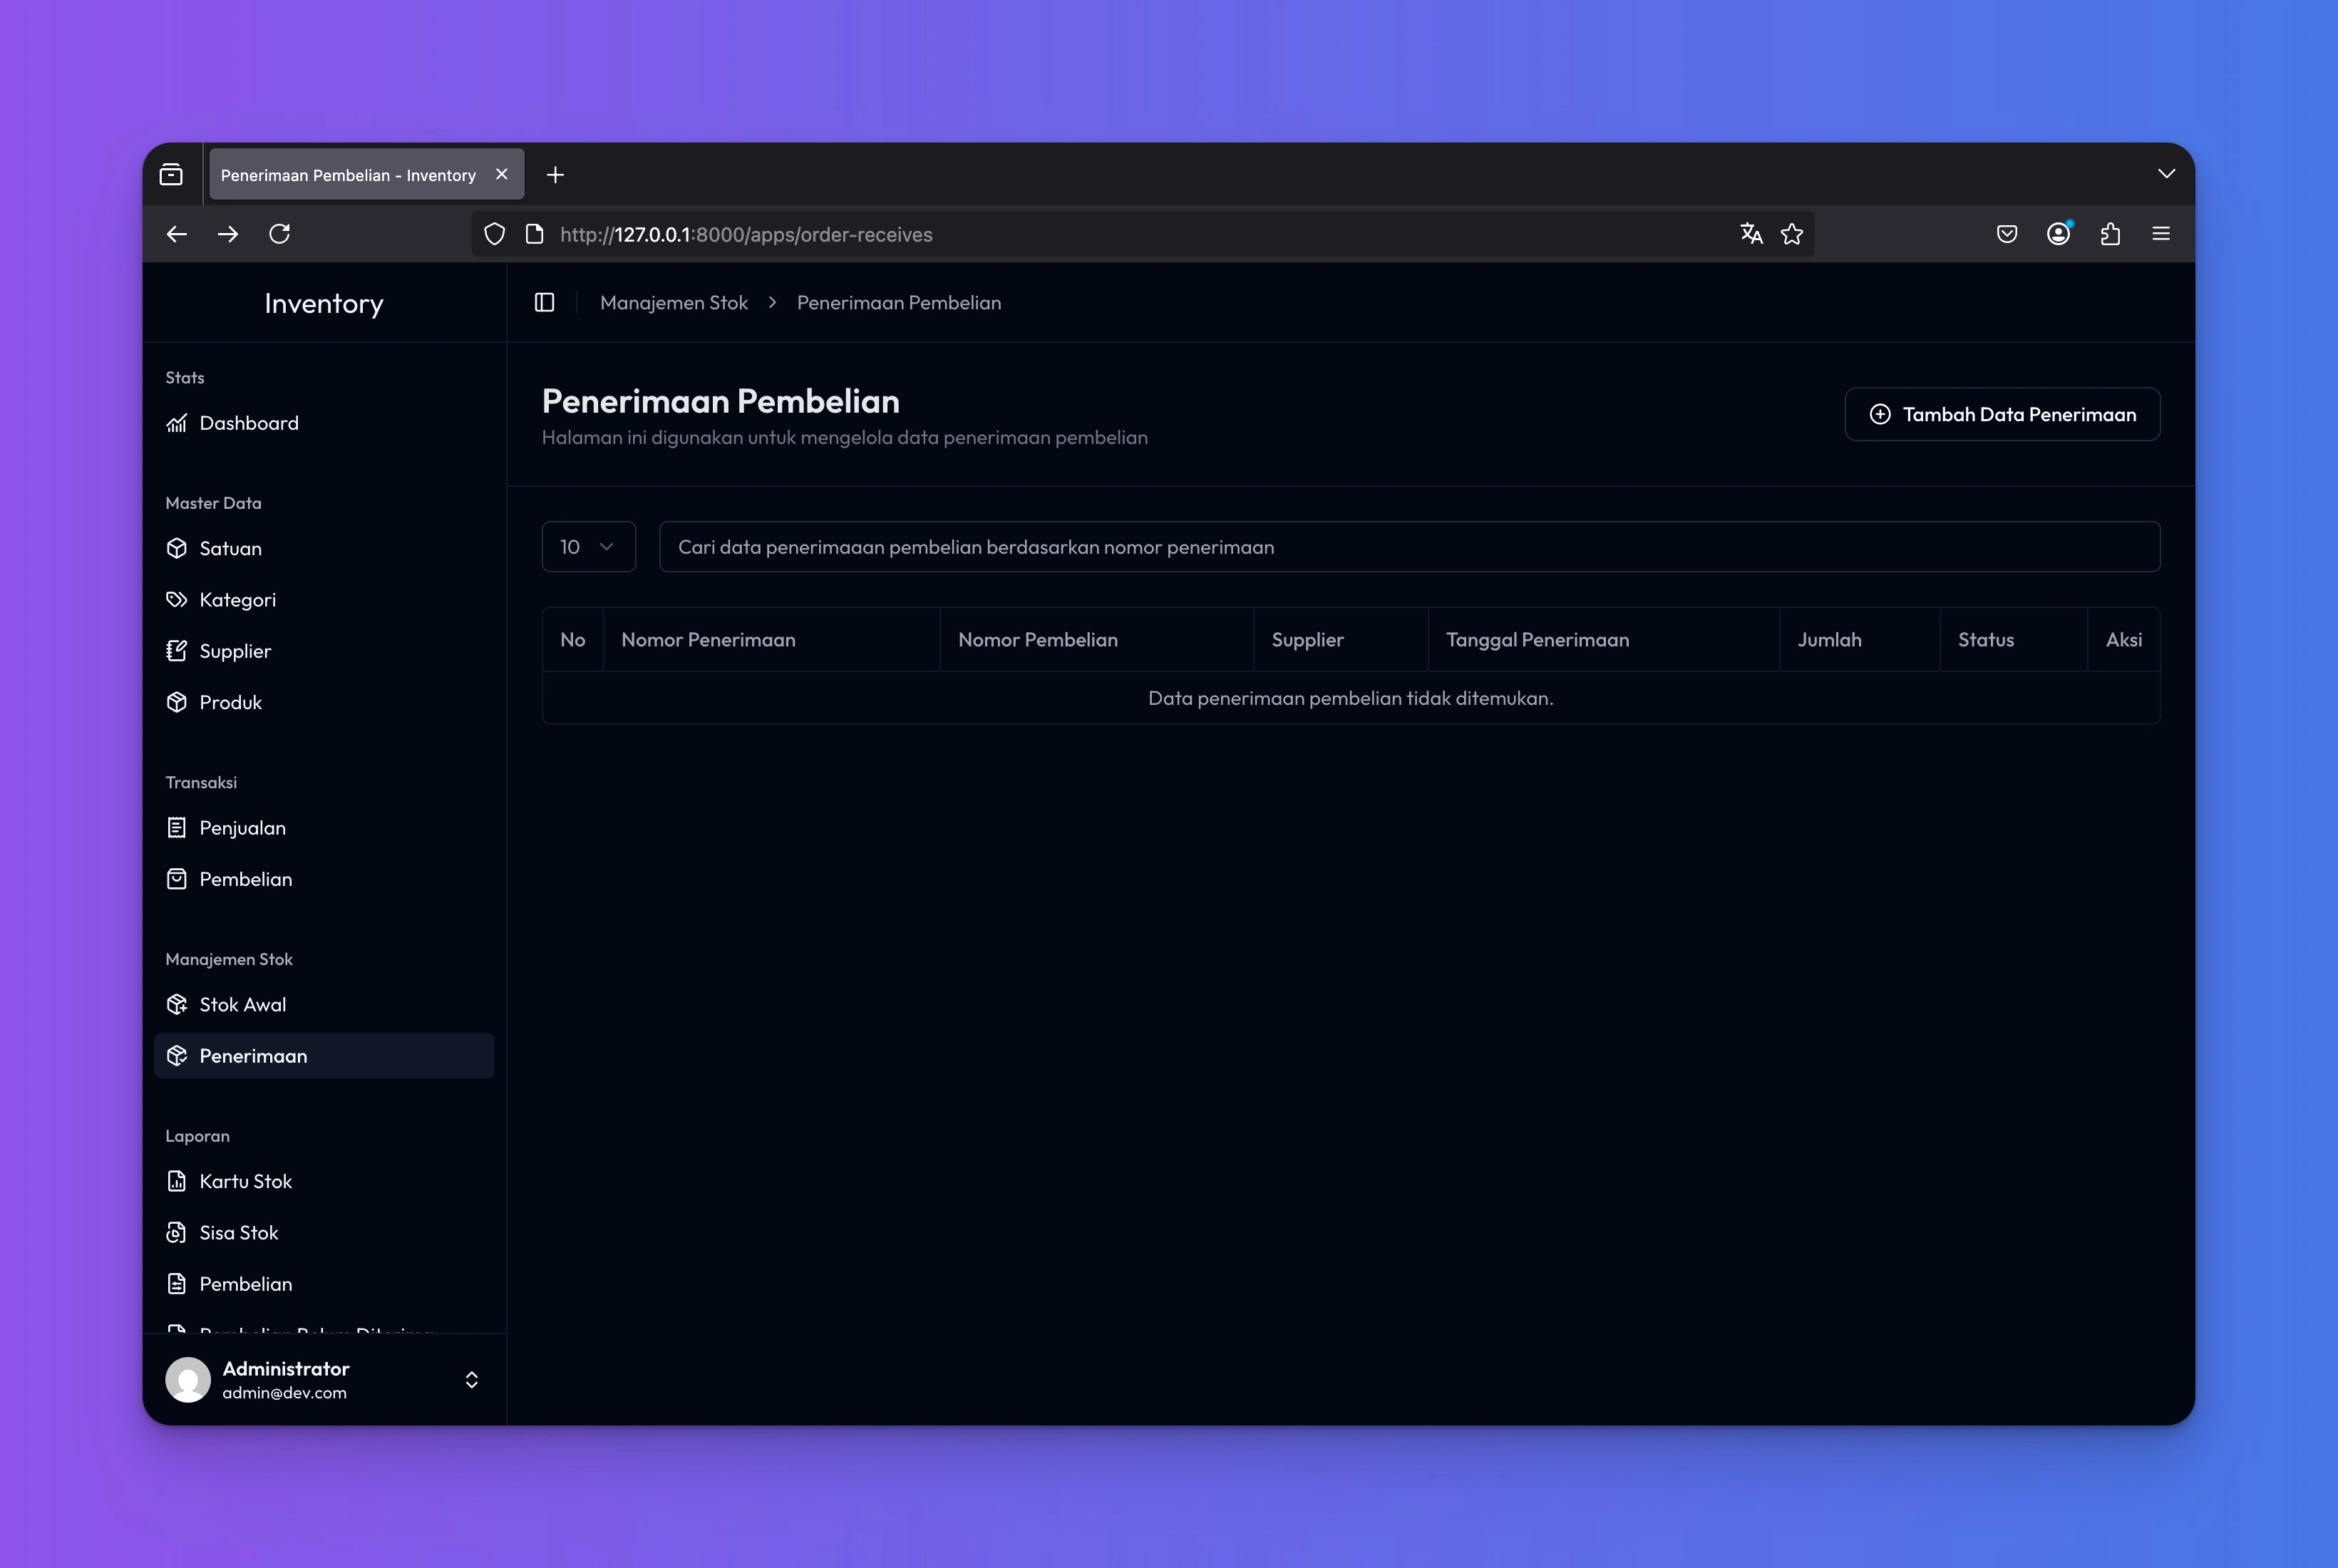 Penerimaan Pembelian - Inventory
http://127.0.0.1:8000/apps/order-receives
Inventory
Stats
Dashboard
Master Data
Satuan
Kategori
Supplier
Produk
Transaksi
Penjualan
Pembelian
Manajemen Stok
Stok Awal
Penerimaan
Laporan
Kartu Stok
Sisa Stok
Pembelian
Pembelian Belum Diterima
Administrator
admin@dev.com
Manajemen Stok > Penerimaan Pembelian
Penerimaan Pembelian
Halaman ini digunakan untuk mengelola data penerimaan pembelian
Tambah Data Penerimaan
10
Cari data penerimaaan pembelian berdasarkan nomor penerimaan
No Nomor Penerimaan Nomor Pembelian Supplier Tanggal Penerimaan Jumlah Status Aksi
Data penerimaan pembelian tidak ditemukan.